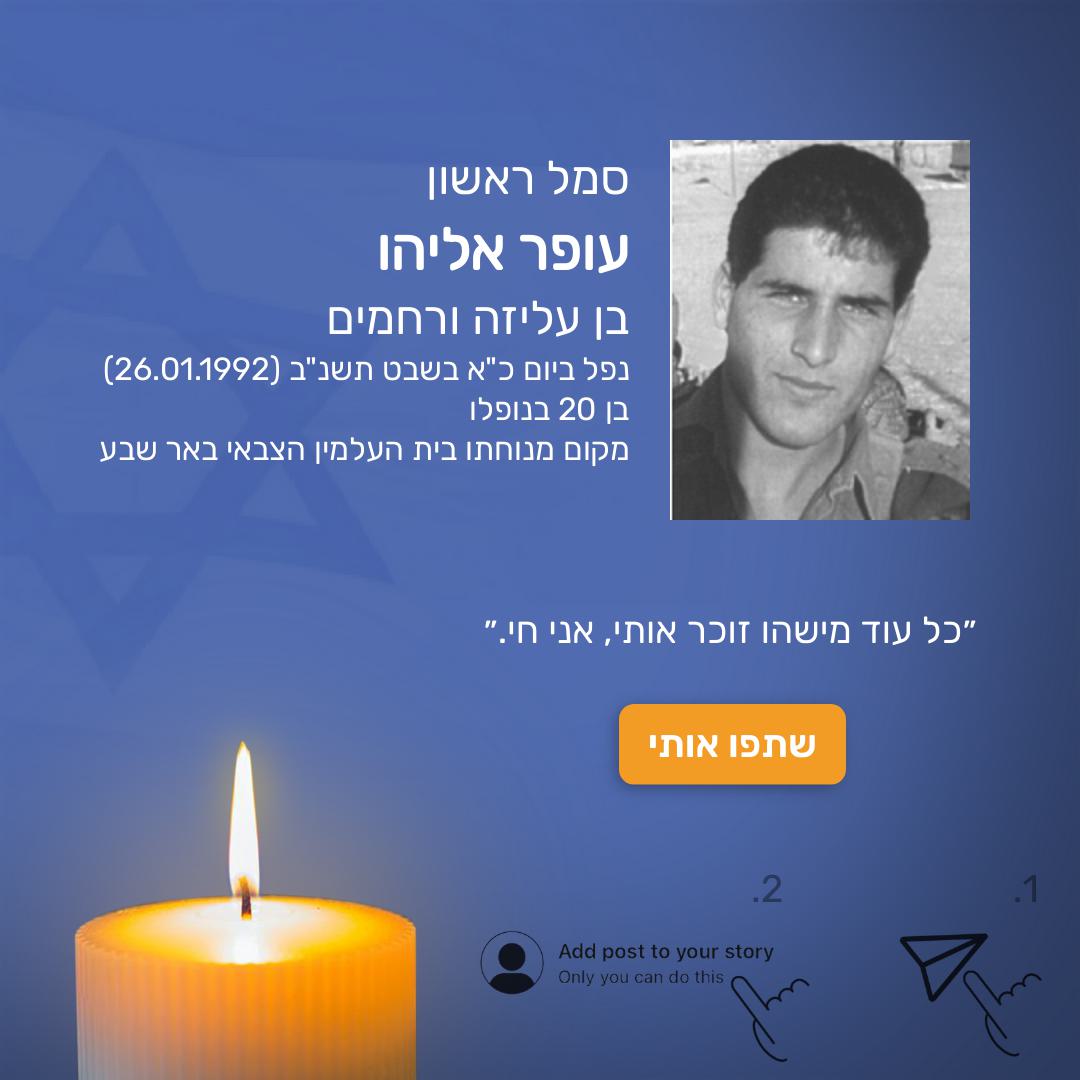 סמל ראשון
עופר אליהו
בן עליזה ורחמים
נפל ביום כ"א בשבט תשנ"ב (26.01.1992)
בן 20 בנופלו
מקום מנוחתו בית העלמין הצבאי באר שבע
״כל עוד מישהו זוכר אותי, אני חי.״
שתפו אותי
.1
.2
Add post to your story
Only you can do this